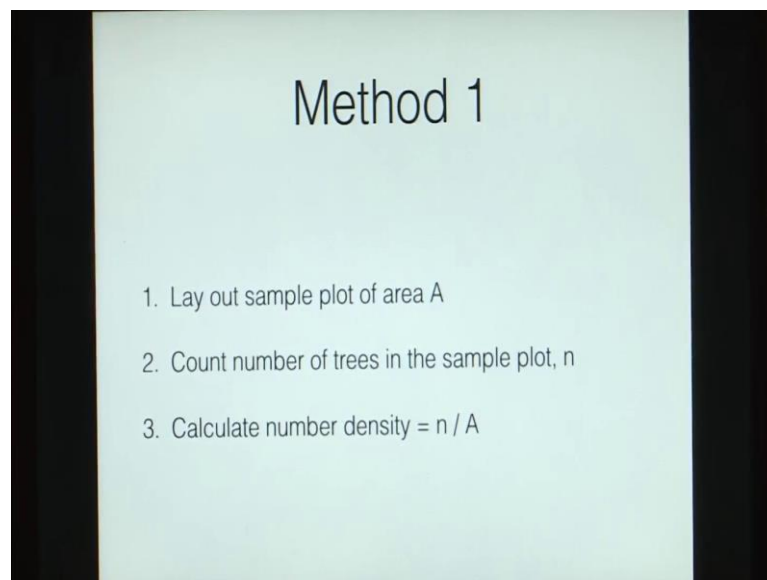 Method 1
1. Lay out sample plot of area A
2. Count number of trees in the sample plot, n
3. Calculate number density = n / A